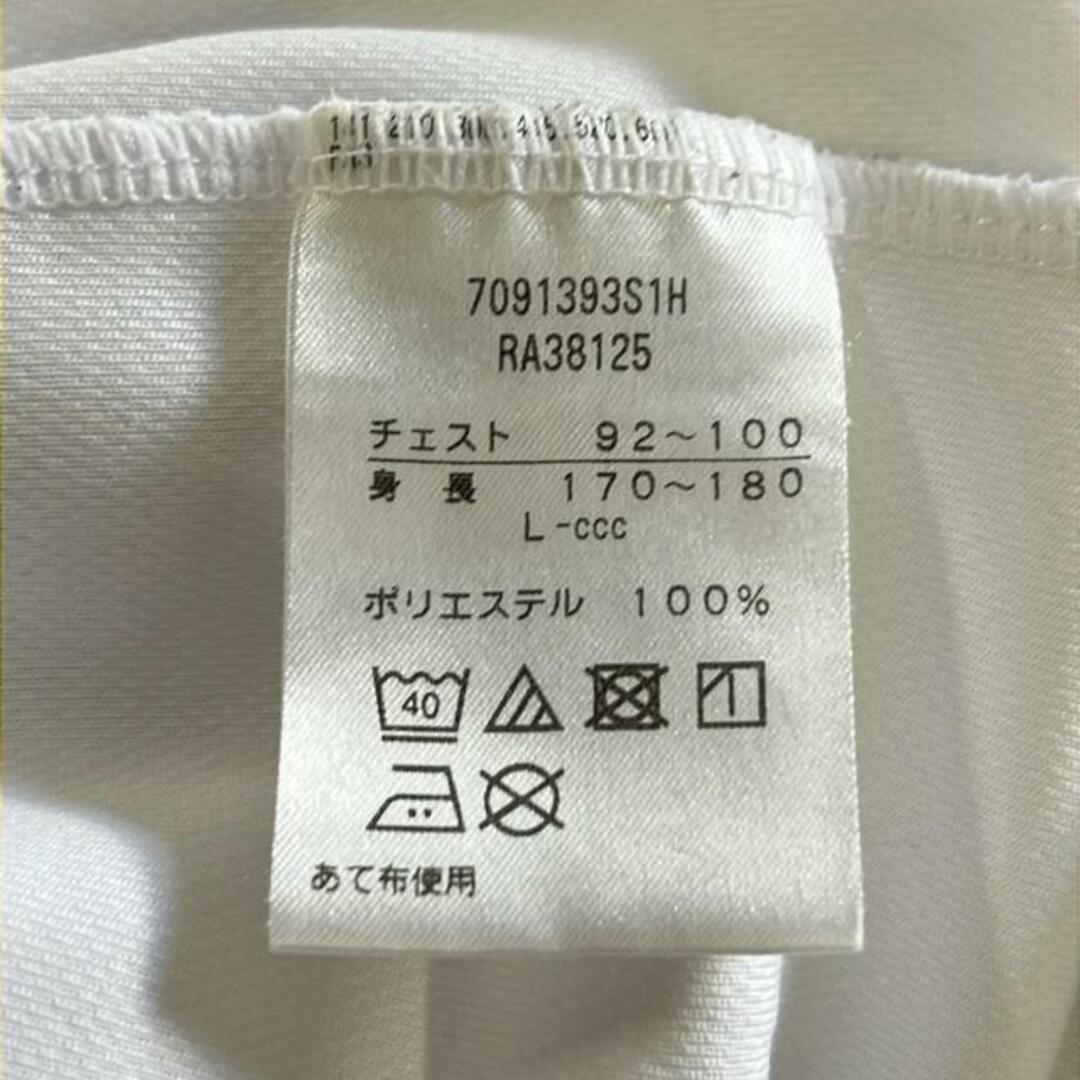 7091393S1H
RA38125
チェスト 92～100
身長 170～180
L-ccc
ポリエステル 100%
40
あて布使用